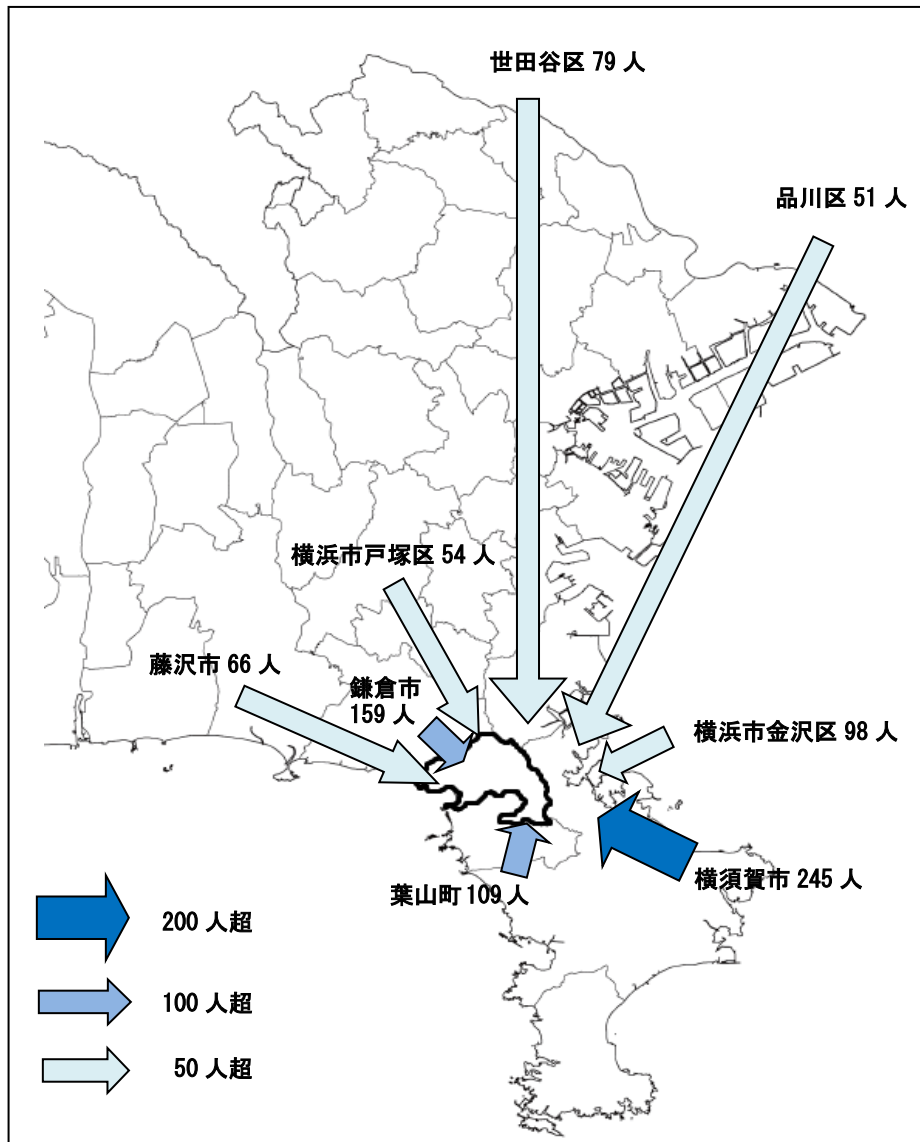 世田谷区 79 人
品川区 51 人
横浜市戸塚区 54 人
藤沢市 66 人
鎌倉市
159 人
横浜市金沢区 98 人
横須賀市 245 人
葉山町 109 人
200 人超
100 人超
50 人超